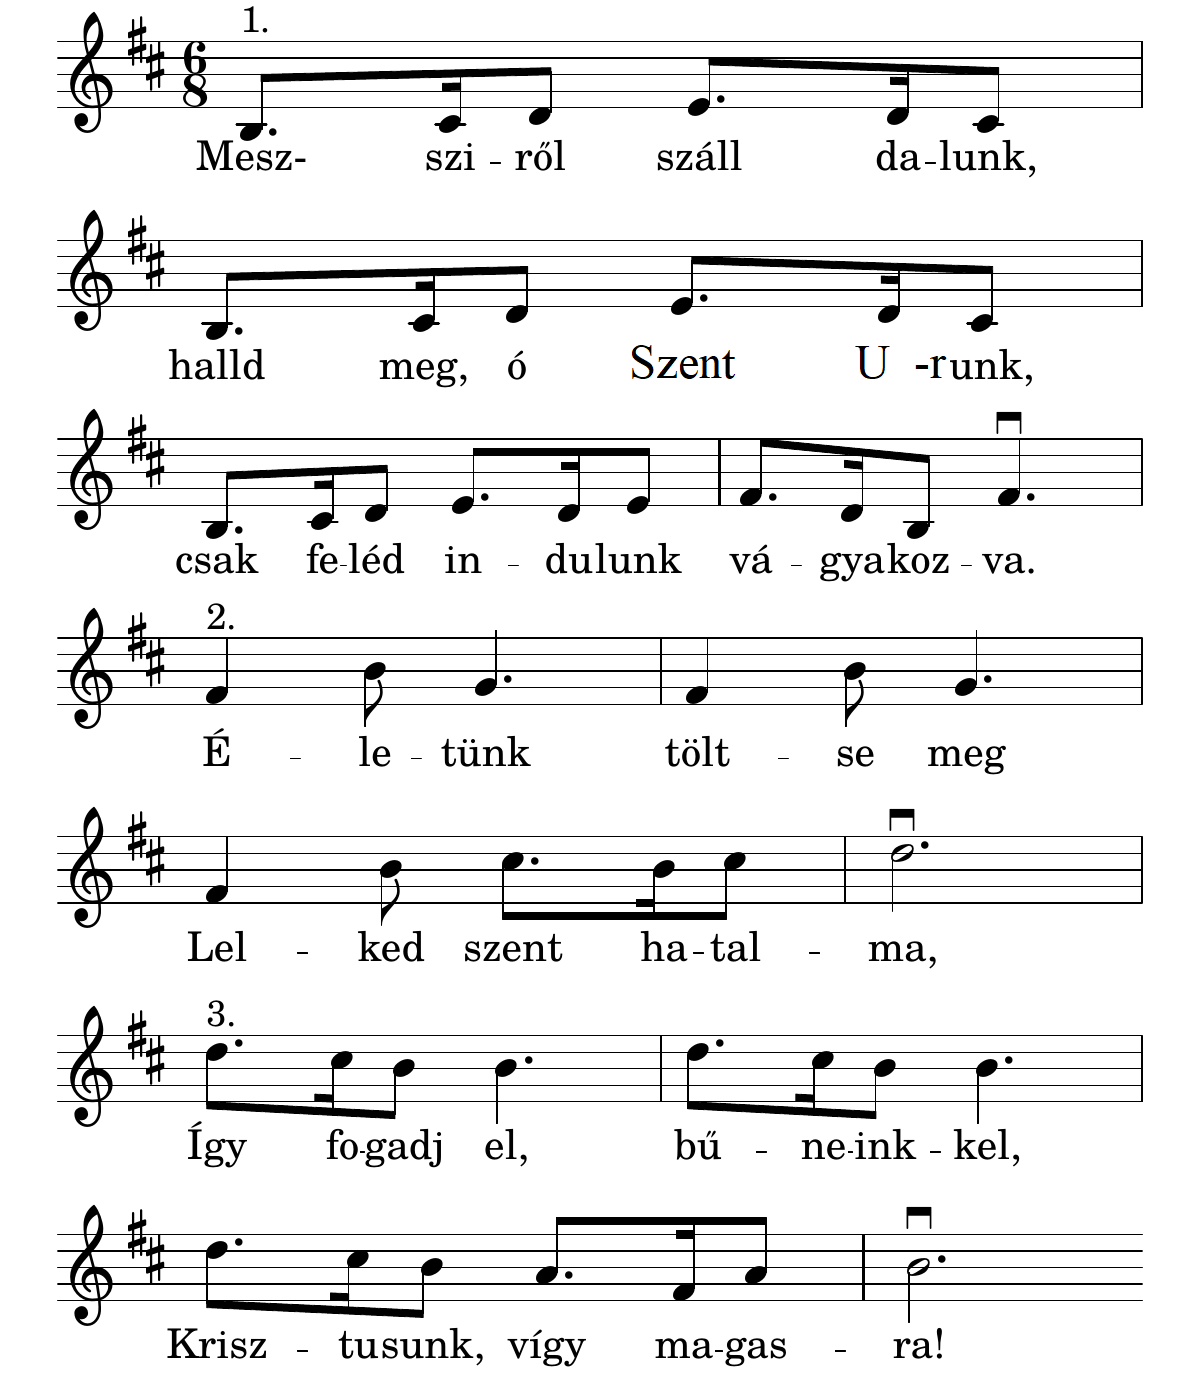 1.
6
8
Mesz- szi – ről száll da – lunk,
halld meg, ó Szent U -runk,
csak fe – léd in – dulunk vá – gyakoz – va.
2.
É – le – tünk tölt – se meg
Lel – ked szent ha – tal – ma,
3.
Így fo – gadj el, bű – ne – ink – kel,
Krisz – tusunk, vígy ma – gas – ra!